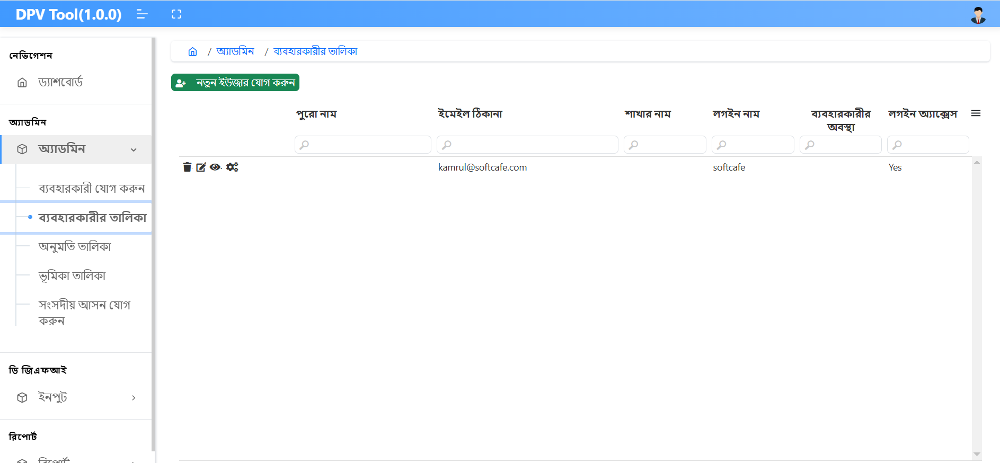 DPV Tool(1.0.0)
নেভিগেশন
ড্যাশবোর্ড
অ্যাডমিন
অ্যাডমিন
ব্যবহারকারী যোগ করুন
ব্যবহারকারীর তালিকা
অনুমতি তালিকা
ভূমিকা তালিকা
সংসদীয় আসন যোগ
করুন
ডি জিএফআই
ইনপুট
রিপোর্ট
রিপোর্ট
/ অ্যাডমিন / ব্যবহারকারীর তালিকা
নতুন ইউজার যোগ করুন
পুরো নাম ইমেইল ঠিকানা শাখার নাম লগইন নাম ব্যবহারকারীর লগইন অ্যাক্সেস
অবস্থা
kamrul@softcafe.com softcafe Yes